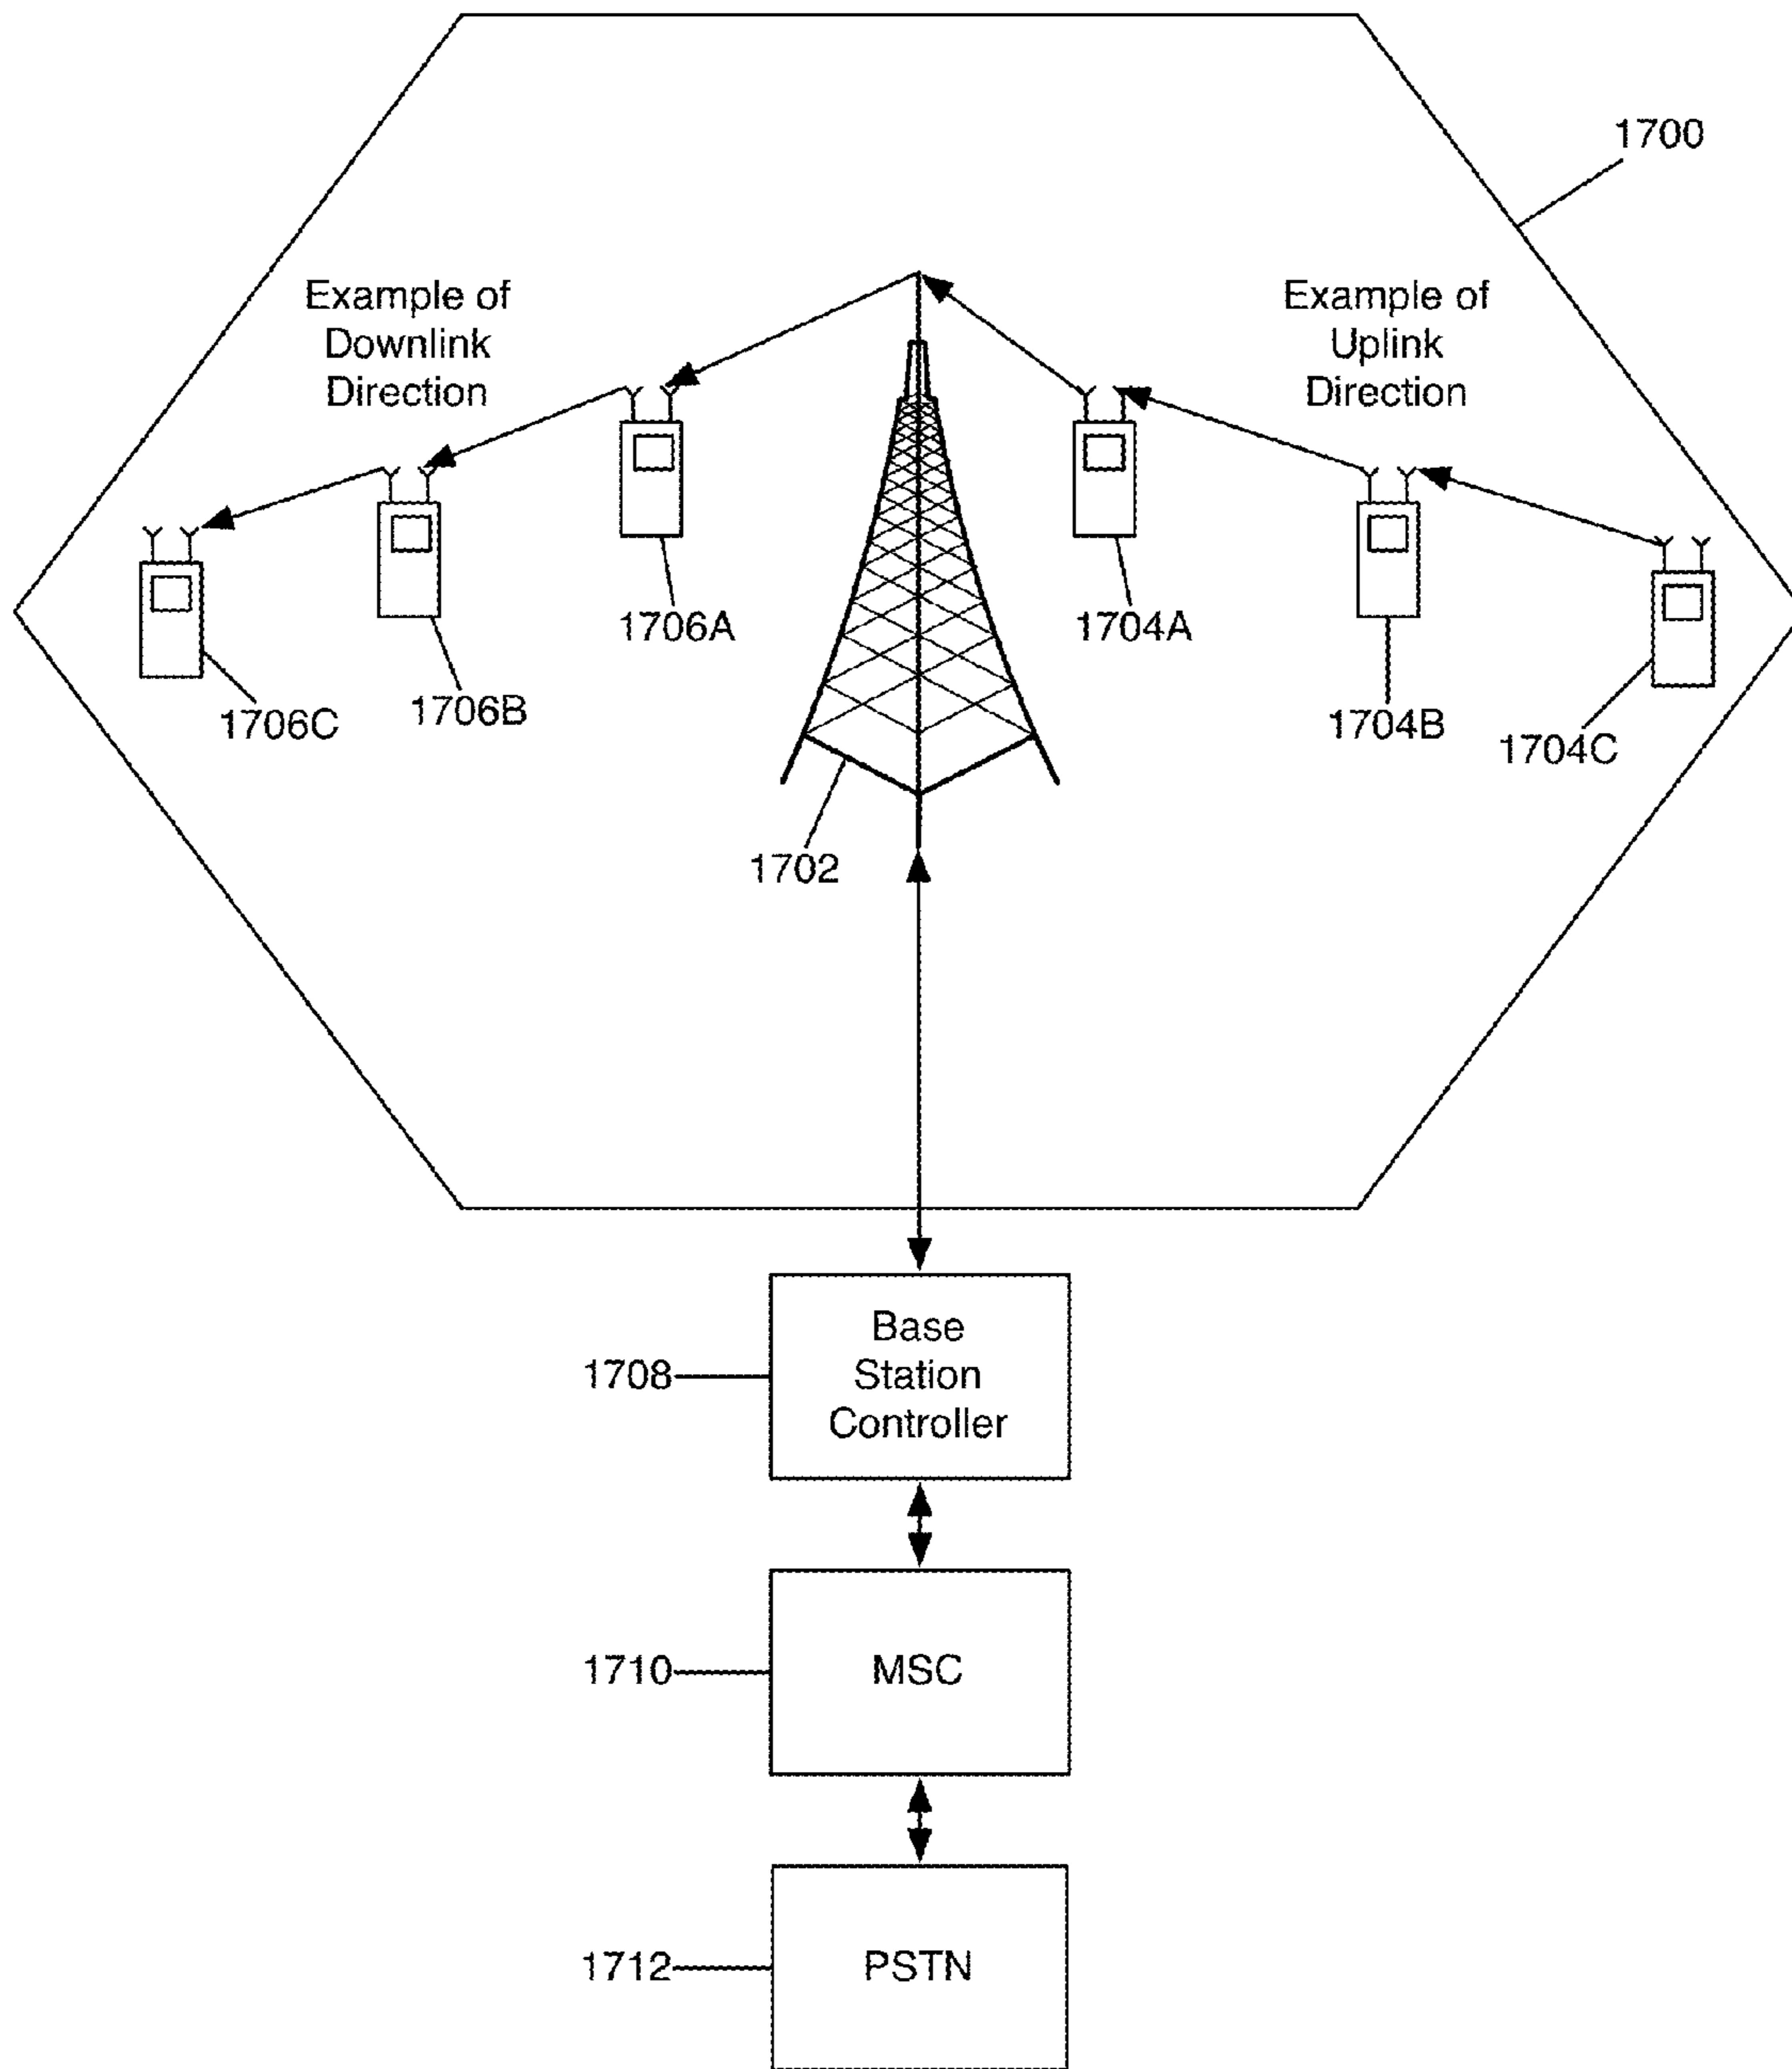 1700
Example of
Downlink
Direction
Example of
Uplink
Direction
1706A
1704A
1706C
1706B
1704B
1704C
1702
1708
Base
Station
Controller
1710
MSC
1712
PSTN